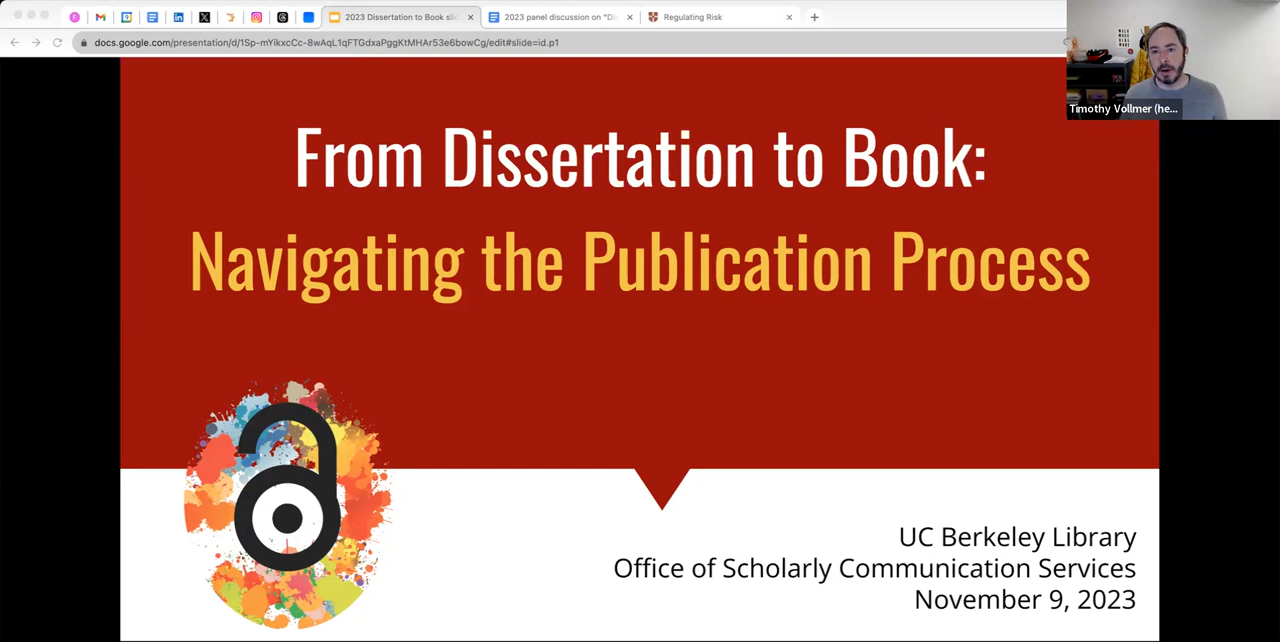 2023 Dissertation to Book slid
2023 panel discussion on "Di
Regulating Risk
docs.google.com/presentation/d/1Sp-mYikxcCc-8wAqL1qFTGdxaPggKtMHAr53e6bowCg/edit#slide=id.p1
Timothy Vollmer (he...
From Dissertation to Book:
Navigating the Publication Process
UC Berkeley Library
Office of Scholarly Communication Services
November 9, 2023